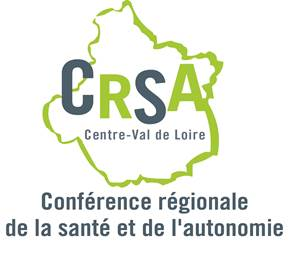 CRSA
Centre-Val de Loire
Conférence régionale
de la santé et de l'autonomie